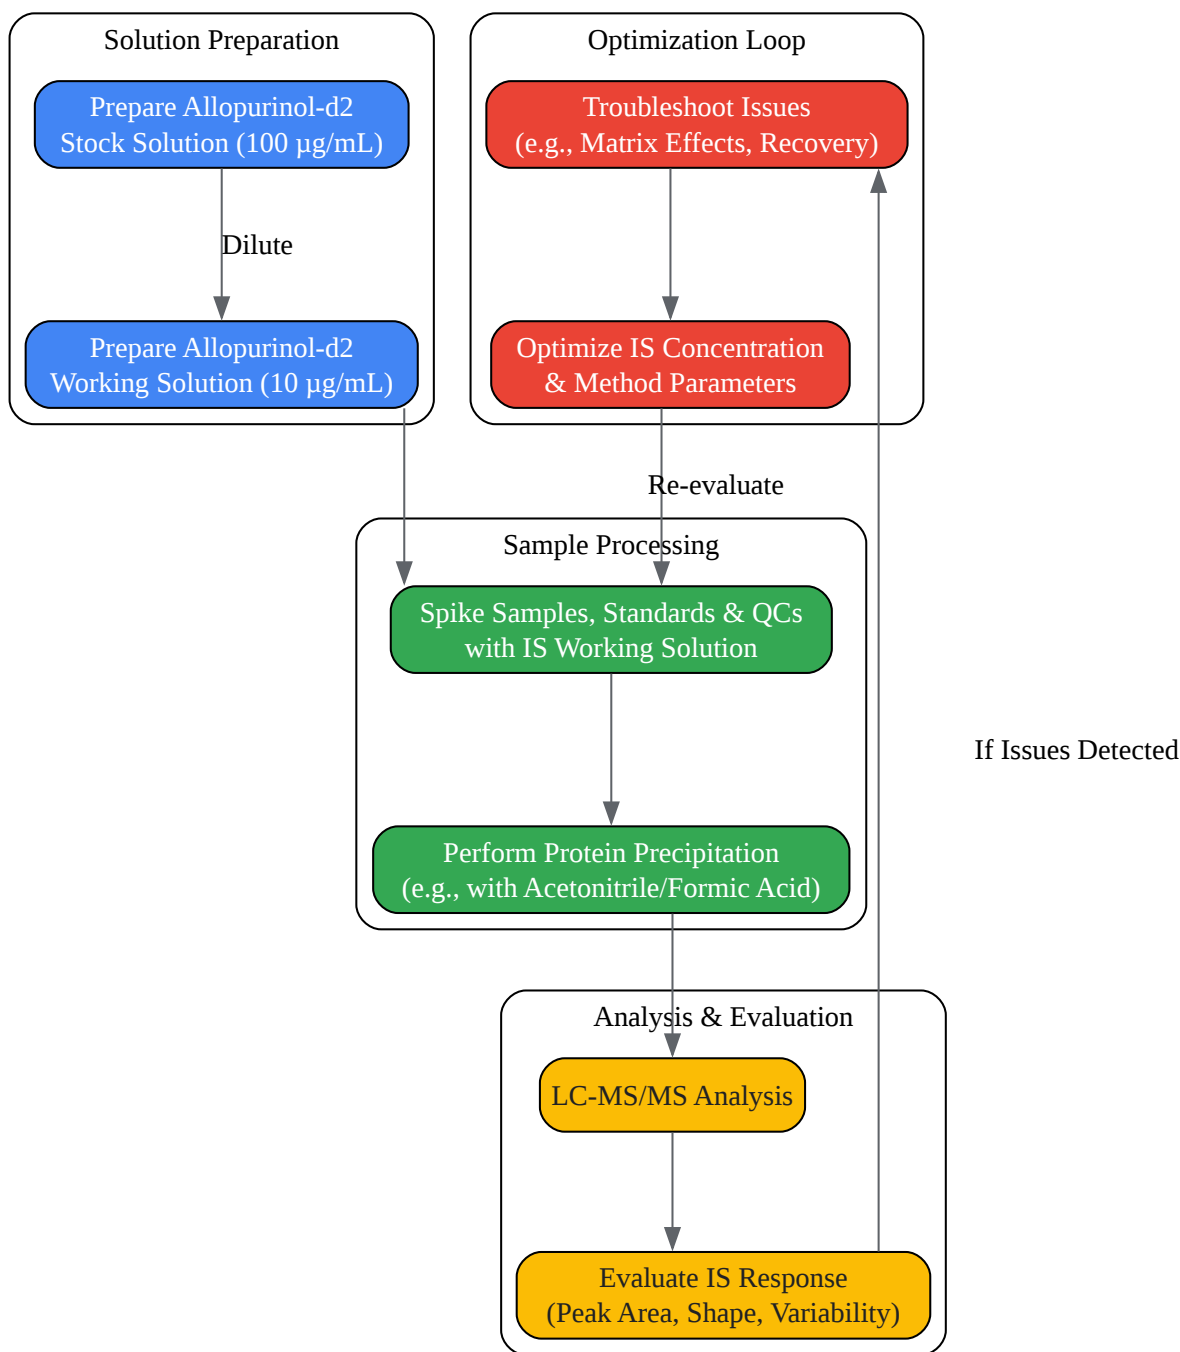 Solution Preparation
Prepare Allopurinol-d2
Stock Solution (100 µg/mL)
Dilute
Prepare Allopurinol-d2
Working Solution (10 µg/mL)
Optimization Loop
Troubleshoot Issues
(e.g., Matrix Effects, Recovery)
Optimize IS Concentration
& Method Parameters
Re-evaluate
Sample Processing
Spike Samples, Standards & QCs
with IS Working Solution
If Issues Detected
Perform Protein Precipitation
(e.g., with Acetonitrile/Formic Acid)
Analysis & Evaluation
LC-MS/MS Analysis
Evaluate IS Response
(Peak Area, Shape, Variability)